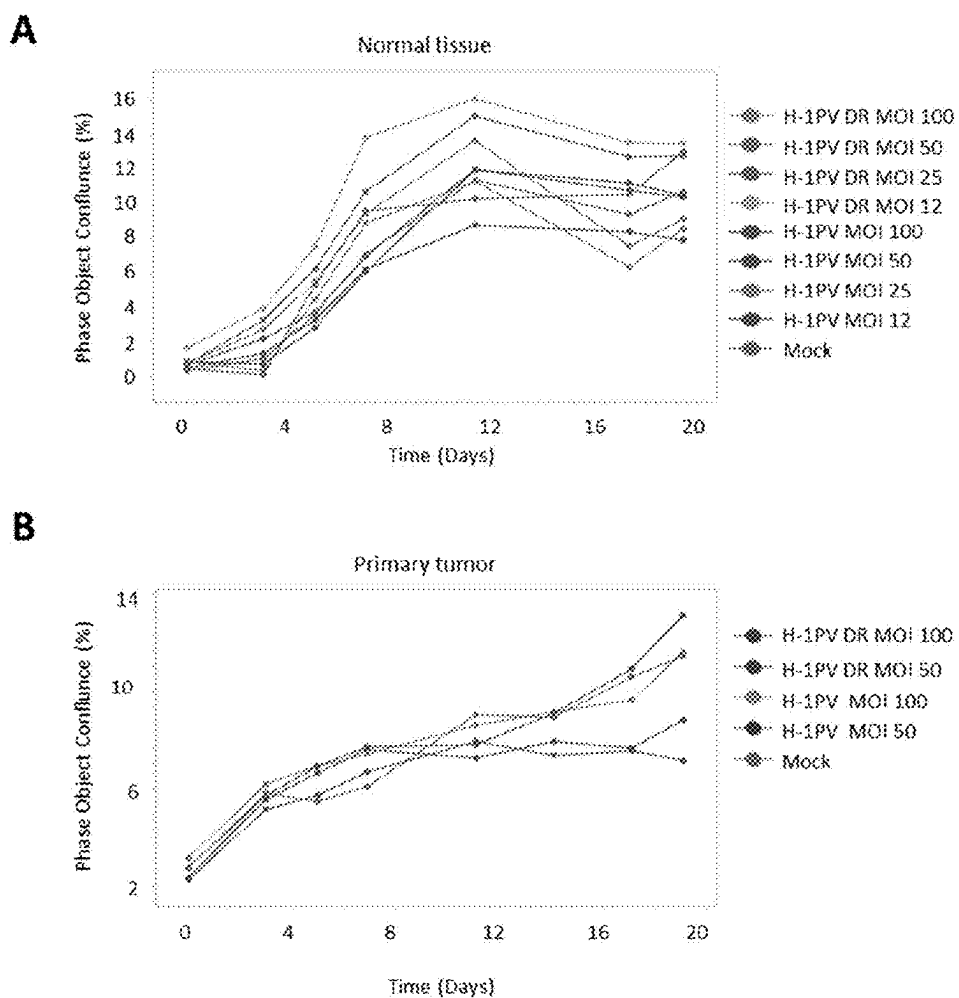 A
Normal tissue
Phase Object Conflunce (%)
16
14
12
10
8
6
4
2
0
0 4 8 12 16 20
Time (Days)
H-1PV DR MOI 100
H-1PV DR MOI 50
H-1PV DR MOI 25
H-1PV DR MOI 12
H-1PV MOI 100
H-1PV MOI 50
H-1PV MOI 25
H-1PV MOI 12
Mock
B
Primary tumor
Phase Object Conflunce (%)
14
10
6
2
0 4 8 12 16 20
Time (Days)
H-1PV DR MOI 100
H-1PV DR MOI 50
H-1PV MOI 100
H-1PV MOI 50
Mock